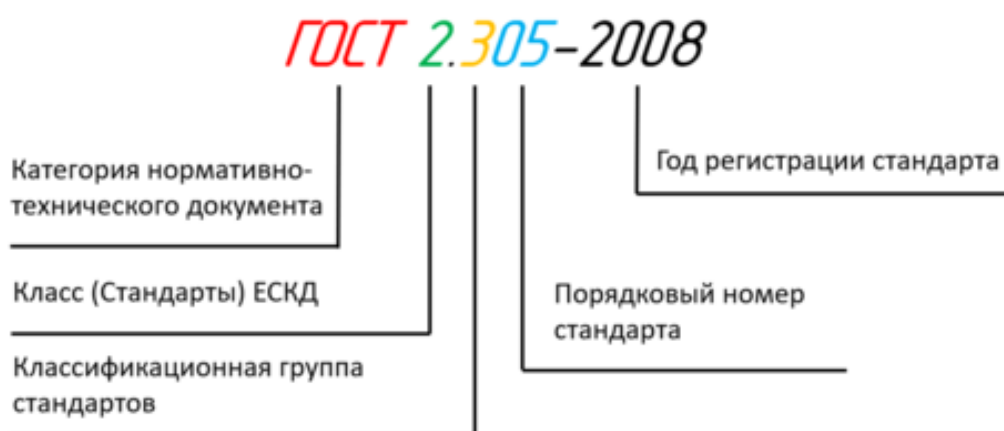 ГОСТ 2.305-2008
Категория нормативно-
технического документа
Год регистрации стандарта
Класс (Стандарты) ЕСКД
Порядковый номер
стандарта
Классификационная группа
стандартов